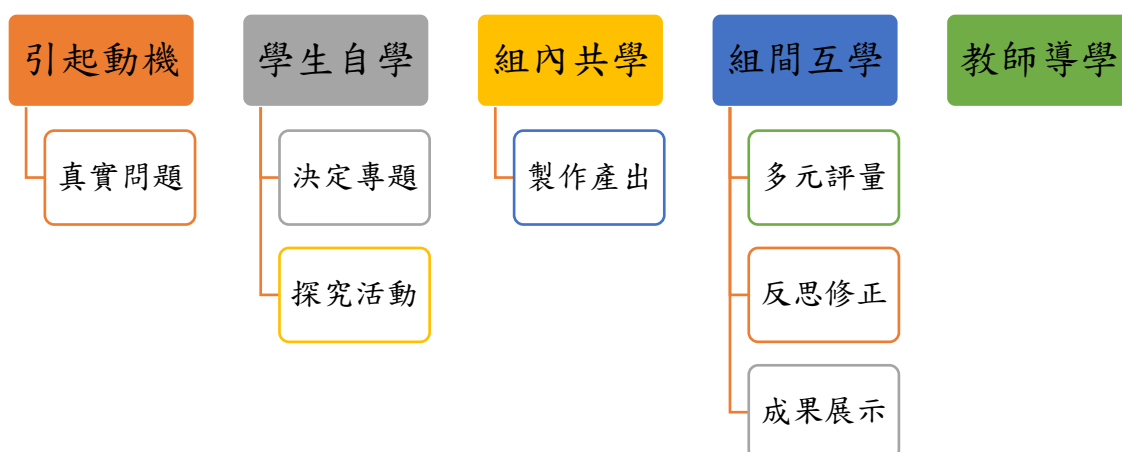 引起動機
真實問題
學生自學
決定專題
探究活動
組內共學
製作產出
組間互學
多元評量
反思修正
成果展示
教師導學